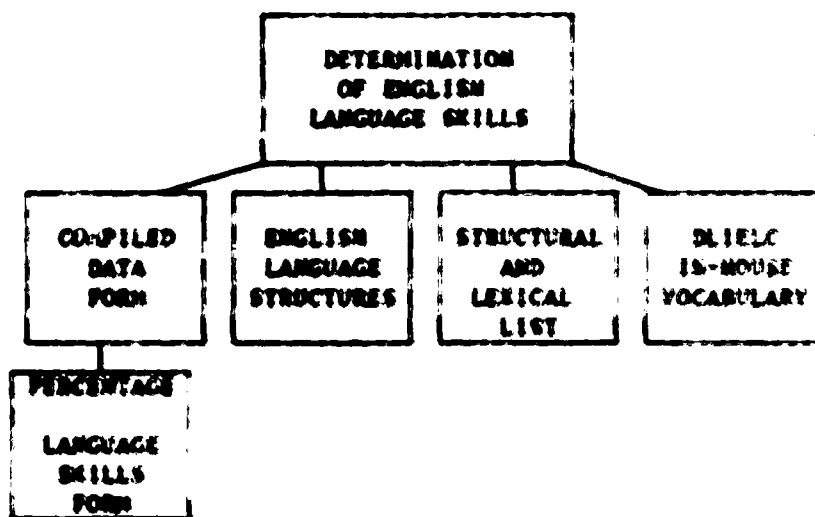 DETERMINATION
OF ENGLISH
LANGUAGE SKILLS
COMPILED
DATA
FORM
ENGLISH
LANGUAGE
STRUCTURES
STRUCTURAL
AND
LEXICAL
LIST
DLIELC
IN-HOUSE
VOCABULARY
PERCENTAGE
LANGUAGE
SKILLS
FORM